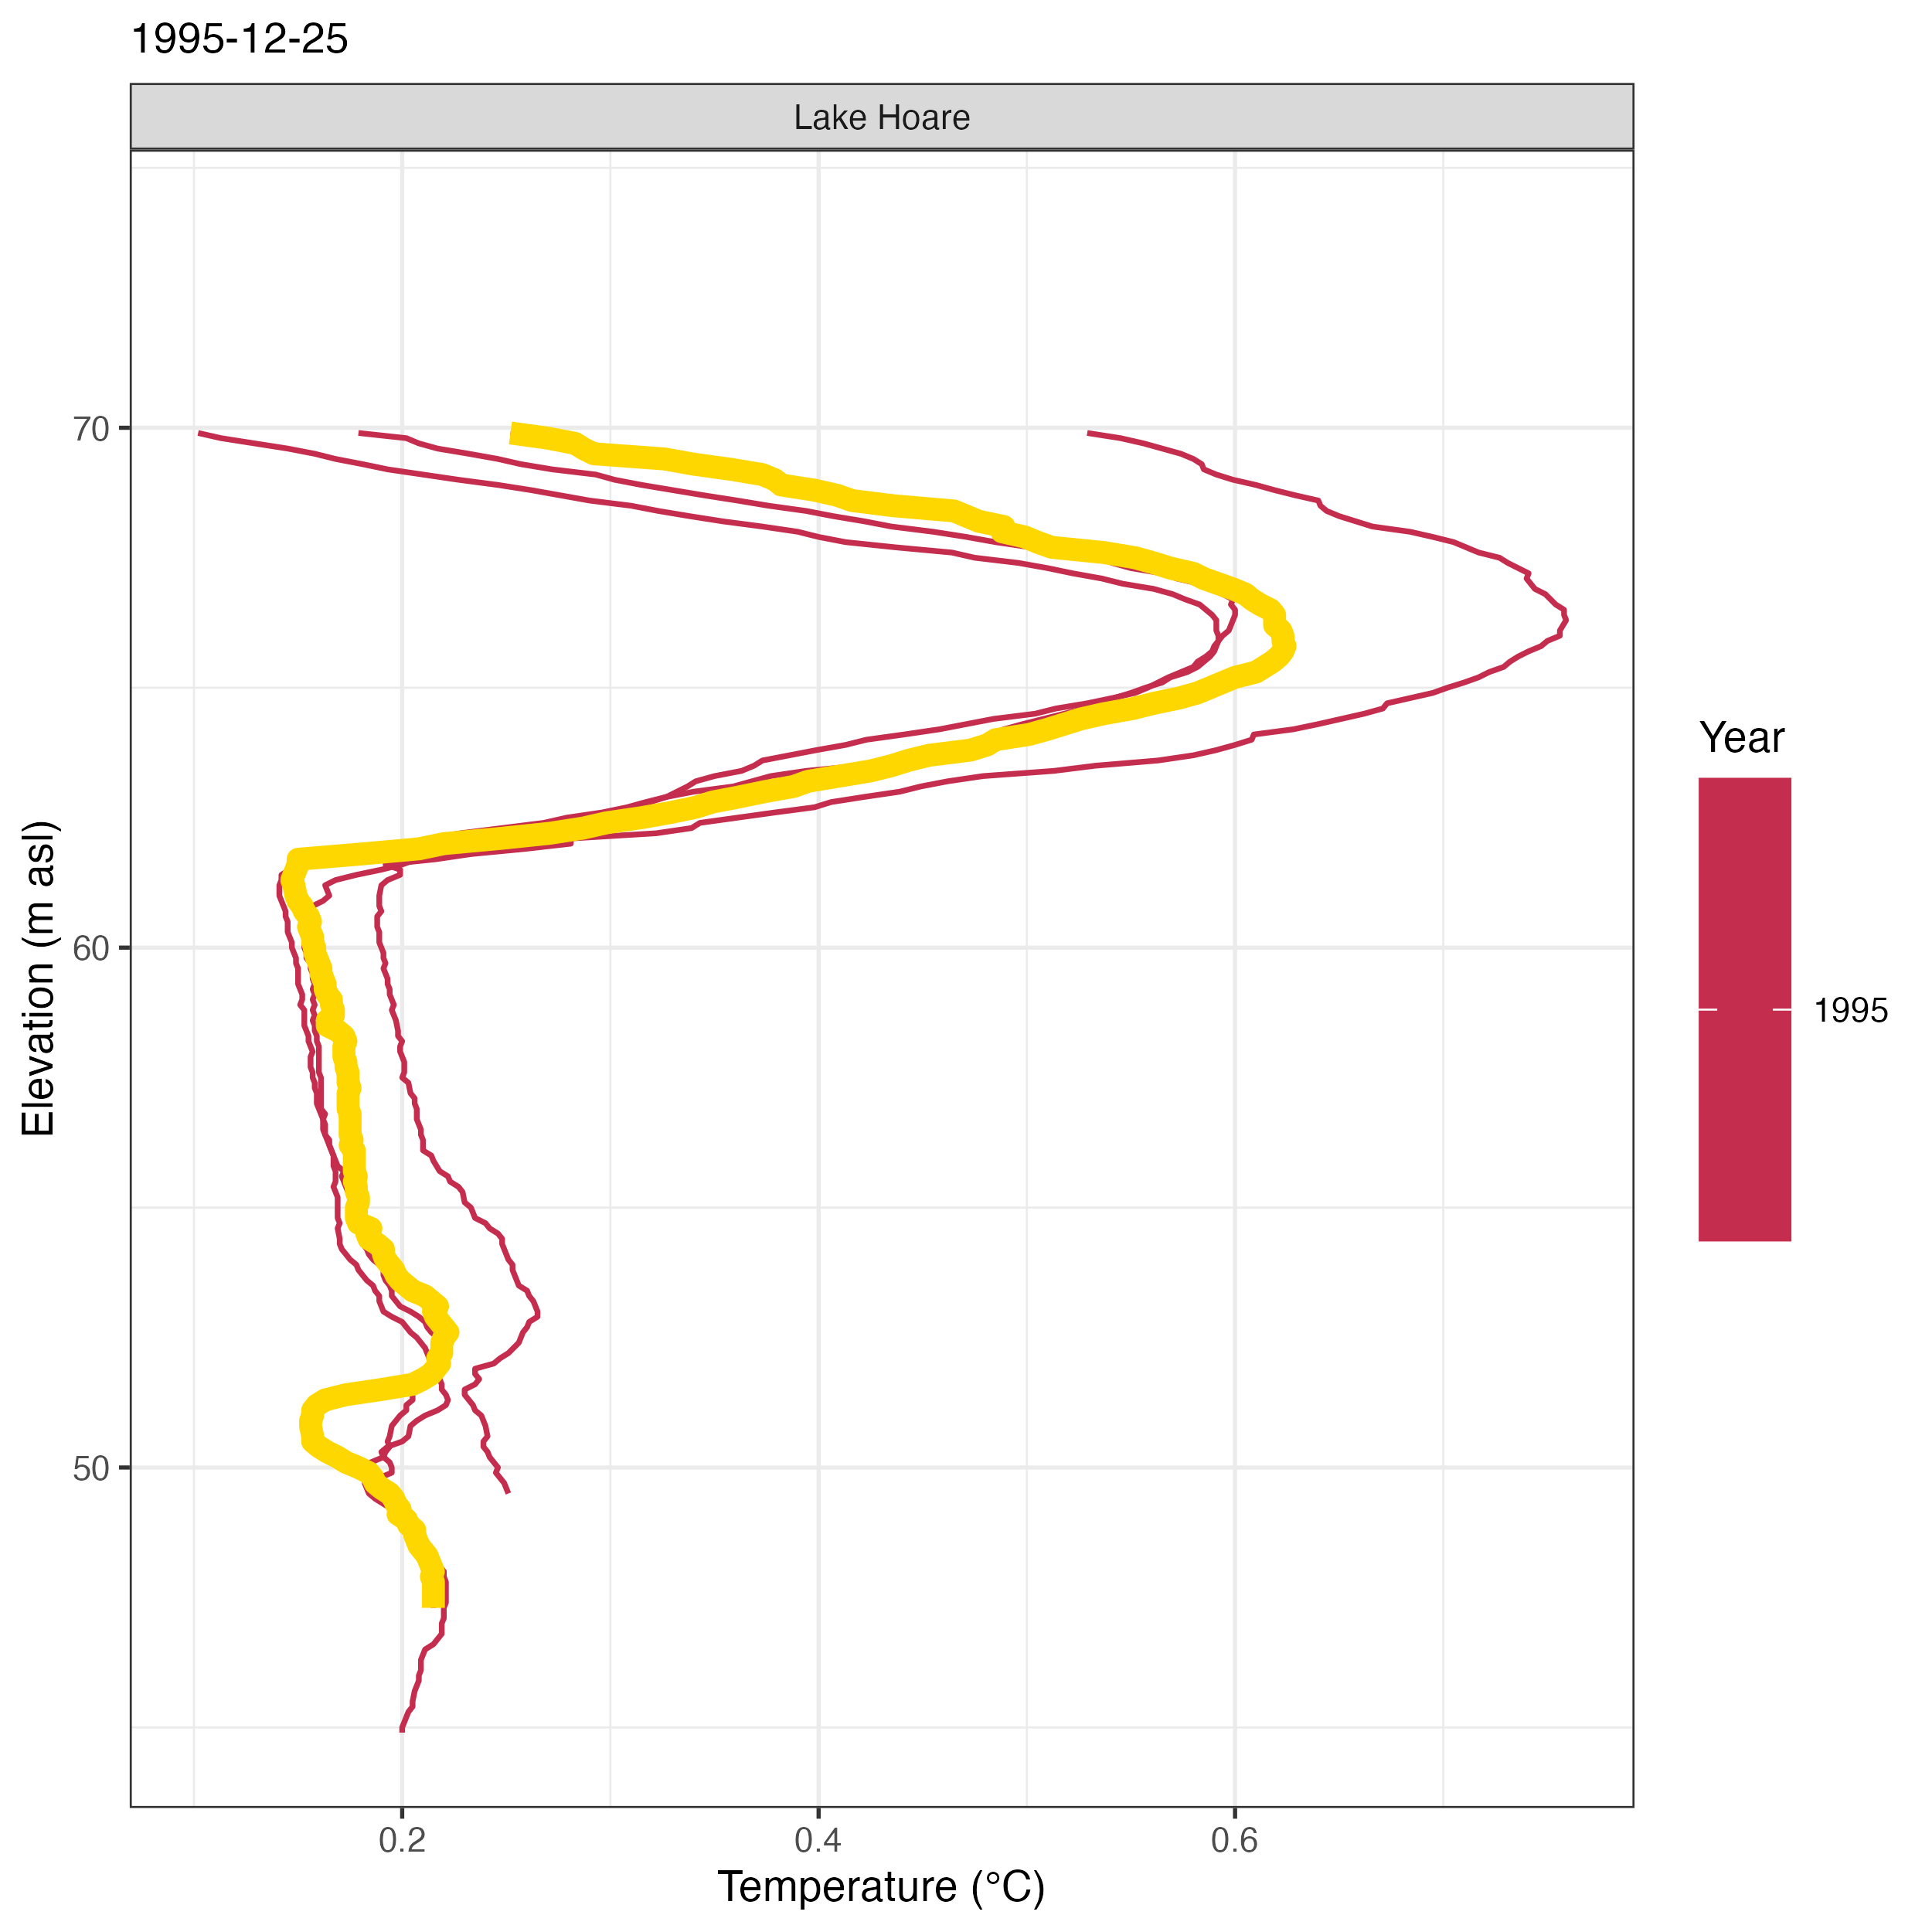 1995-12-25
Lake Hoare
70
60
50
Elevation (m asl)
0.2
0.4
0.6
Temperature (°C)
Year
1995